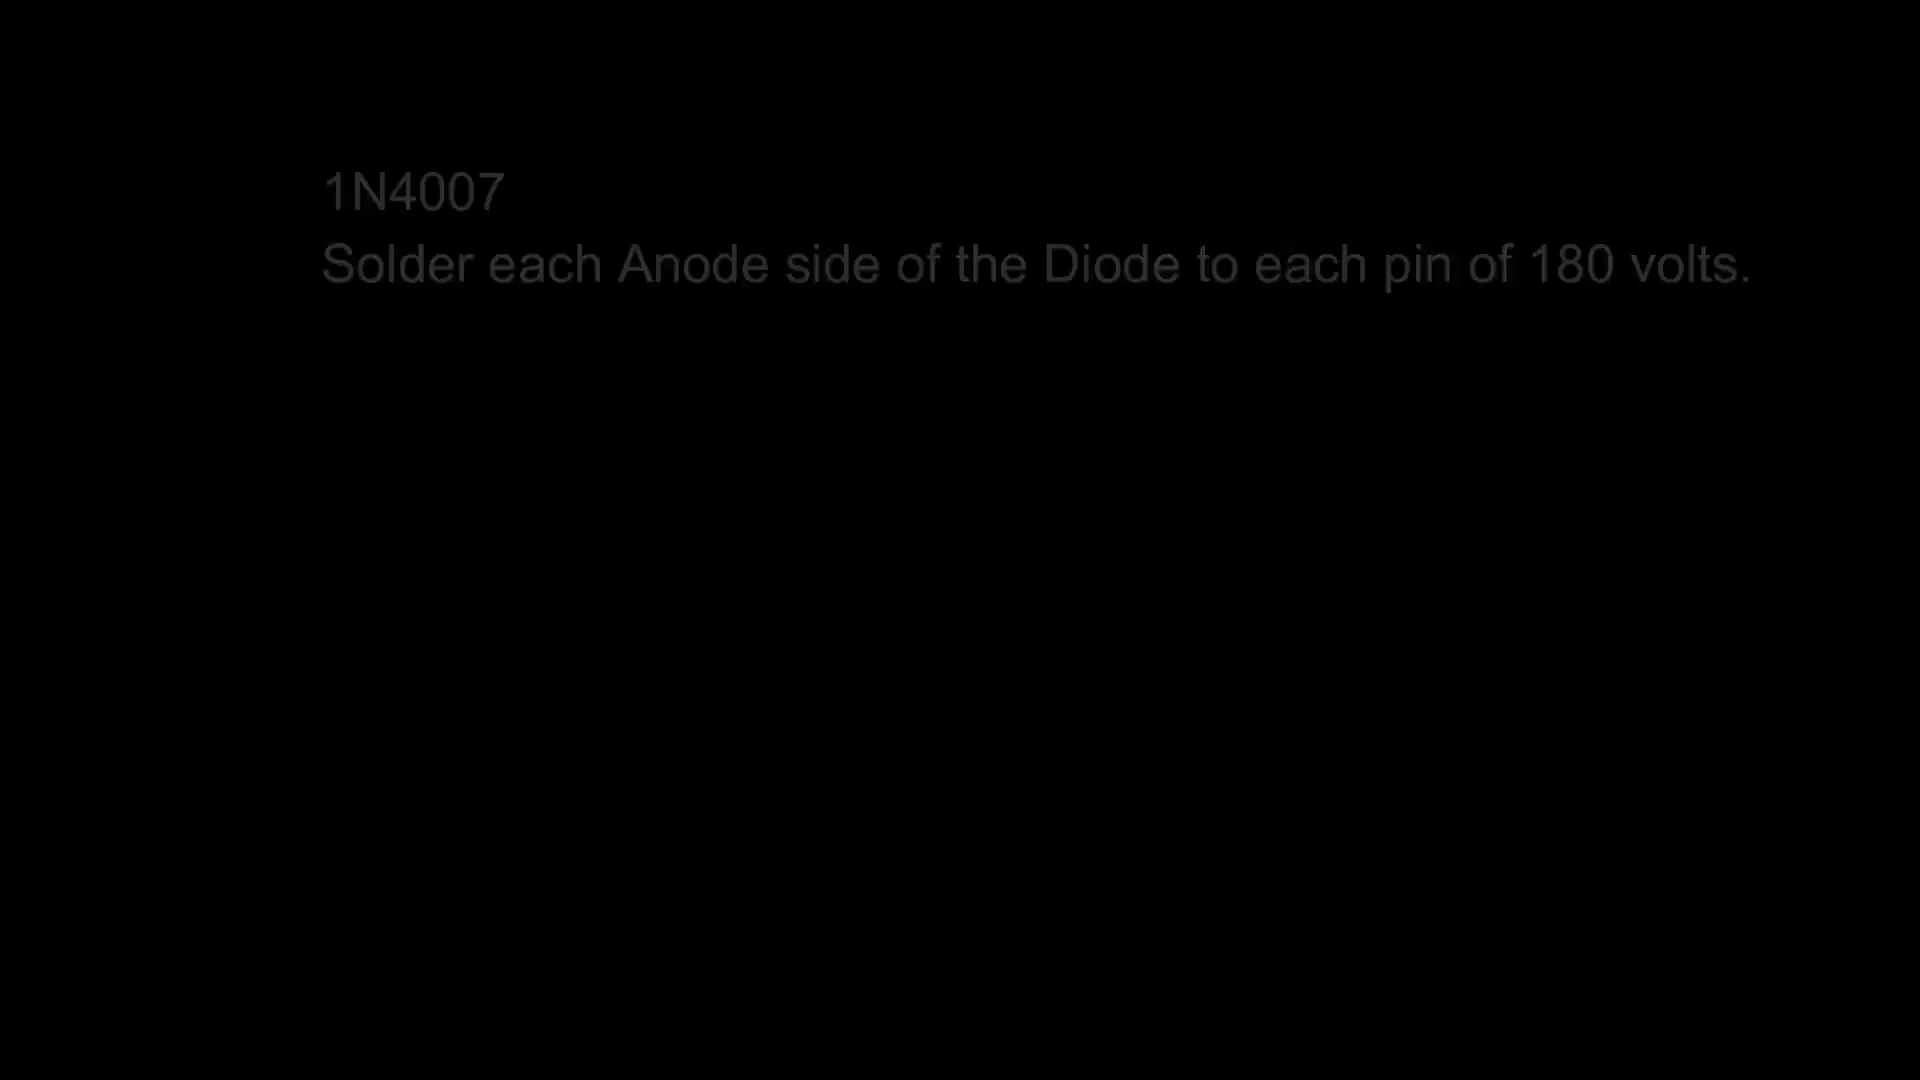 1N4007
Solder each Anode side of the Diode to each pin of 180 volts.